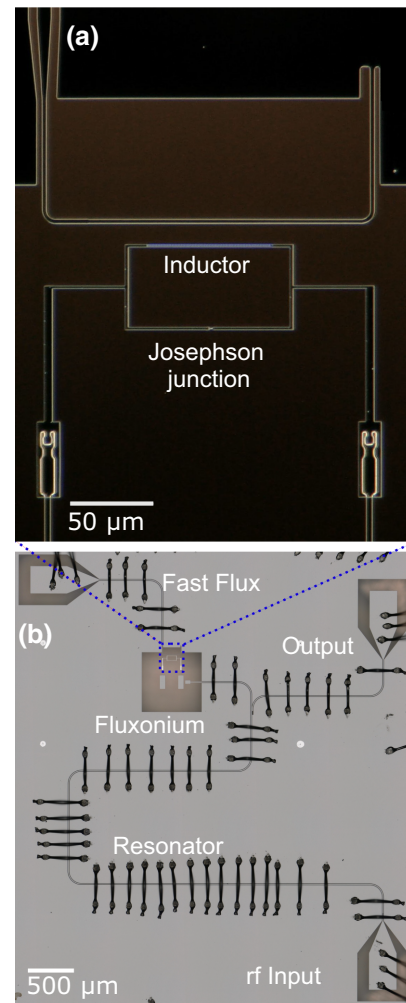 (a)
Inductor
Josephson
junction
50 μm
Fast Flux
(b)
Output
Fluxonium
Resonator
500 μm
rf Input